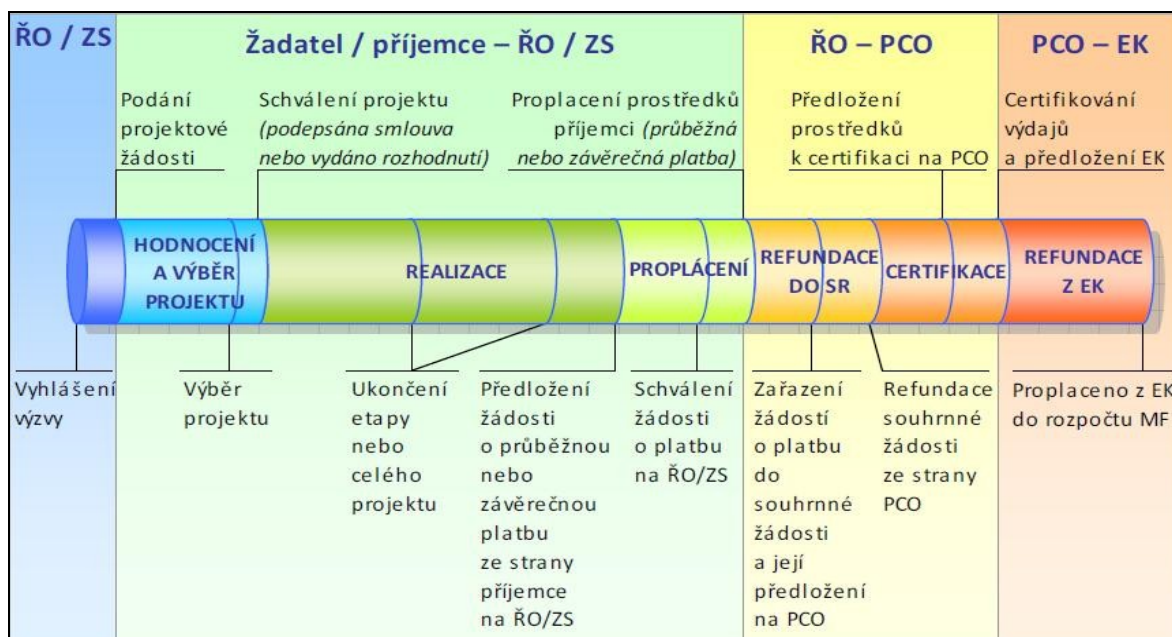 ŘO / ZS
Žadatel / příjemce – ŘO / ZS
ŘO – PCO
PCO – EK
Podání
projektové
žádosti
Schválení projektu
(podepsána smlouva
nebo vydáno rozhodnutí)
Proplacení prostředků
příjemci (průběžná
nebo závěrečná platba)
Předložení
prostředků
k certifikaci na PCO
Certifikování
výdajů
a předložení EK
HODNOCENÍ
A VÝBĚR
PROJEKTU
REALIZACE
PROPLÁCENÍ
REFUNDACE
DO SR
CERTIFIKACE
REFUNDACE
Z EK
Vyhlášení
výzvy
Výběr
projektu
Ukončení
etapy
nebo
celého
projektu
Předložení
žádosti
o průběžnou
nebo
závěrečnou
platbu
ze strany
příjemce
na ŘO/ZS
Schválení
žádosti
o platbu
na ŘO/ZS
Zařazení
žádostí
o platbu
do
souhrnné
žádosti
a její
předložení
na PCO
Refundace
souhrnné
žádosti
ze strany
PCO
Proplaceno z EK
do rozpočtu MF